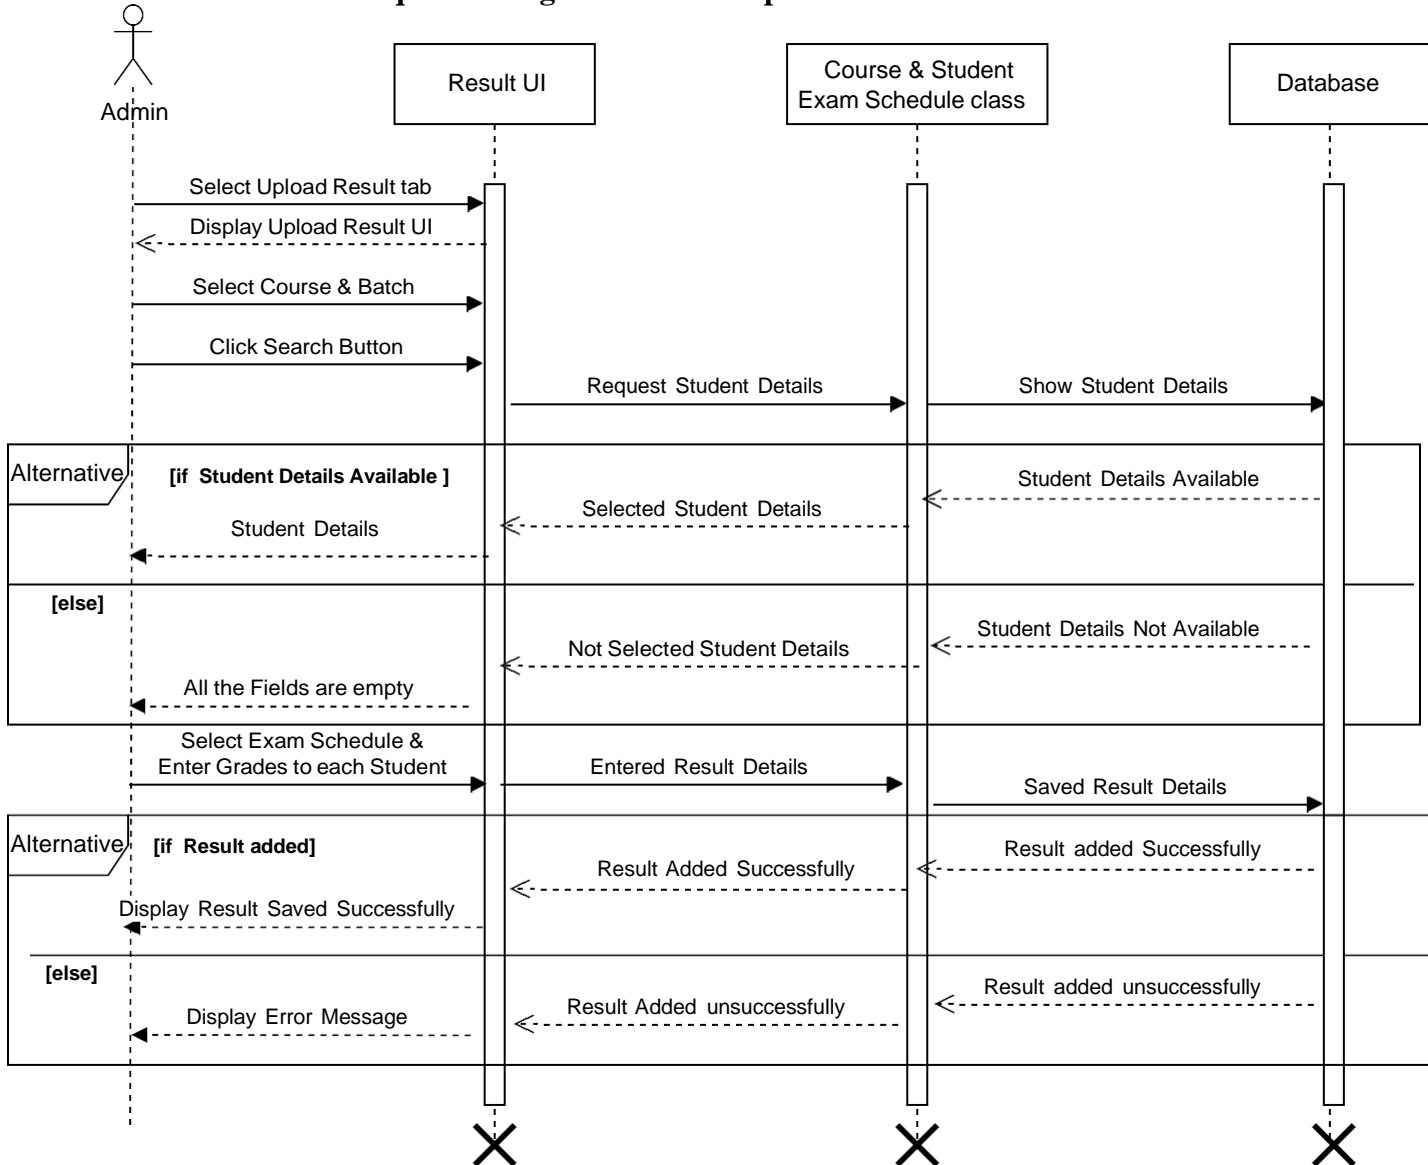 Admin
Result UI
Course & Student
Exam Schedule class
Database
Select Upload Result tab
Display Upload Result UI
Select Course & Batch
Click Search Button
Request Student Details
Show Student Details
Alternative
[if Student Details Available ]
Student Details Available
Selected Student Details
Student Details
[else]
Student Details Not Available
Not Selected Student Details
All the Fields are empty
Select Exam Schedule &
Enter Grades to each Student
Entered Result Details
Saved Result Details
Alternative
[if Result added]
Result added Successfully
Result Added Successfully
Display Result Saved Successfully
[else]
Result added unsuccessfully
Result Added unsuccessfully
Display Error Message